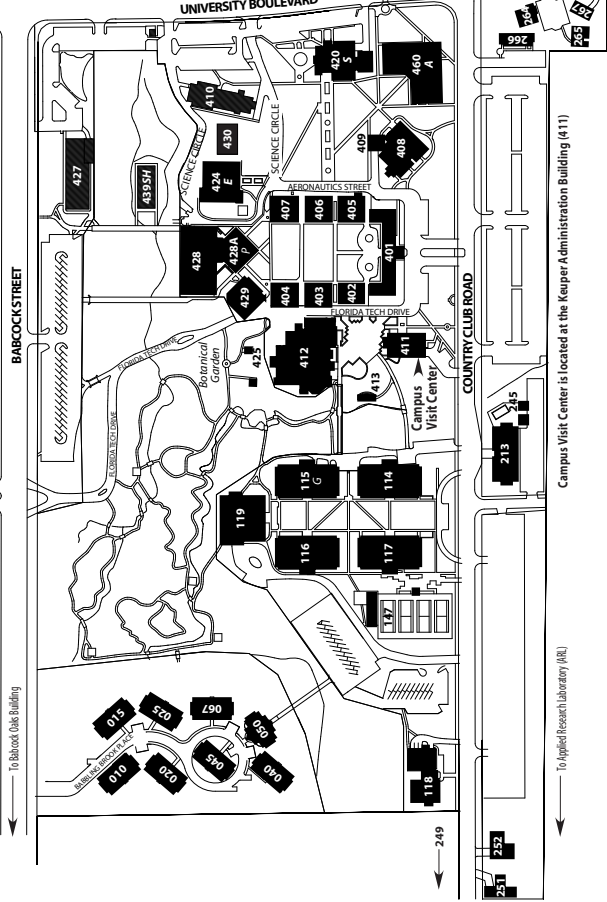 UNIVERSITY BOULEVARD
264
267
266
265
420
S
460
A
410
SCIENCE CIRCLE
SCIENCE CIRCLE
430
409
408
427
439SH
424
E
AERONAUTICS STREET
407
406
405
428
428A
P
401
429
404
403
402
FLORIDA TECH DRIVE
BABCOCK STREET
COUNTRY CLUB ROAD
Campus Visit Center is located at the Keuper Administration Building (411)
FLORIDA TECH DRIVE
Botanical
Garden
425
412
411
413
Campus
Visit Center
245
213
FLORIDA TECH DRIVE
115
G
114
119
116
117
147
To Babcock Oaks Building
To Applied Research Laboratory (ARL)
015
025
067
050
BABBLING BROOK PLACE
010
020
045
040
118
249
252
251